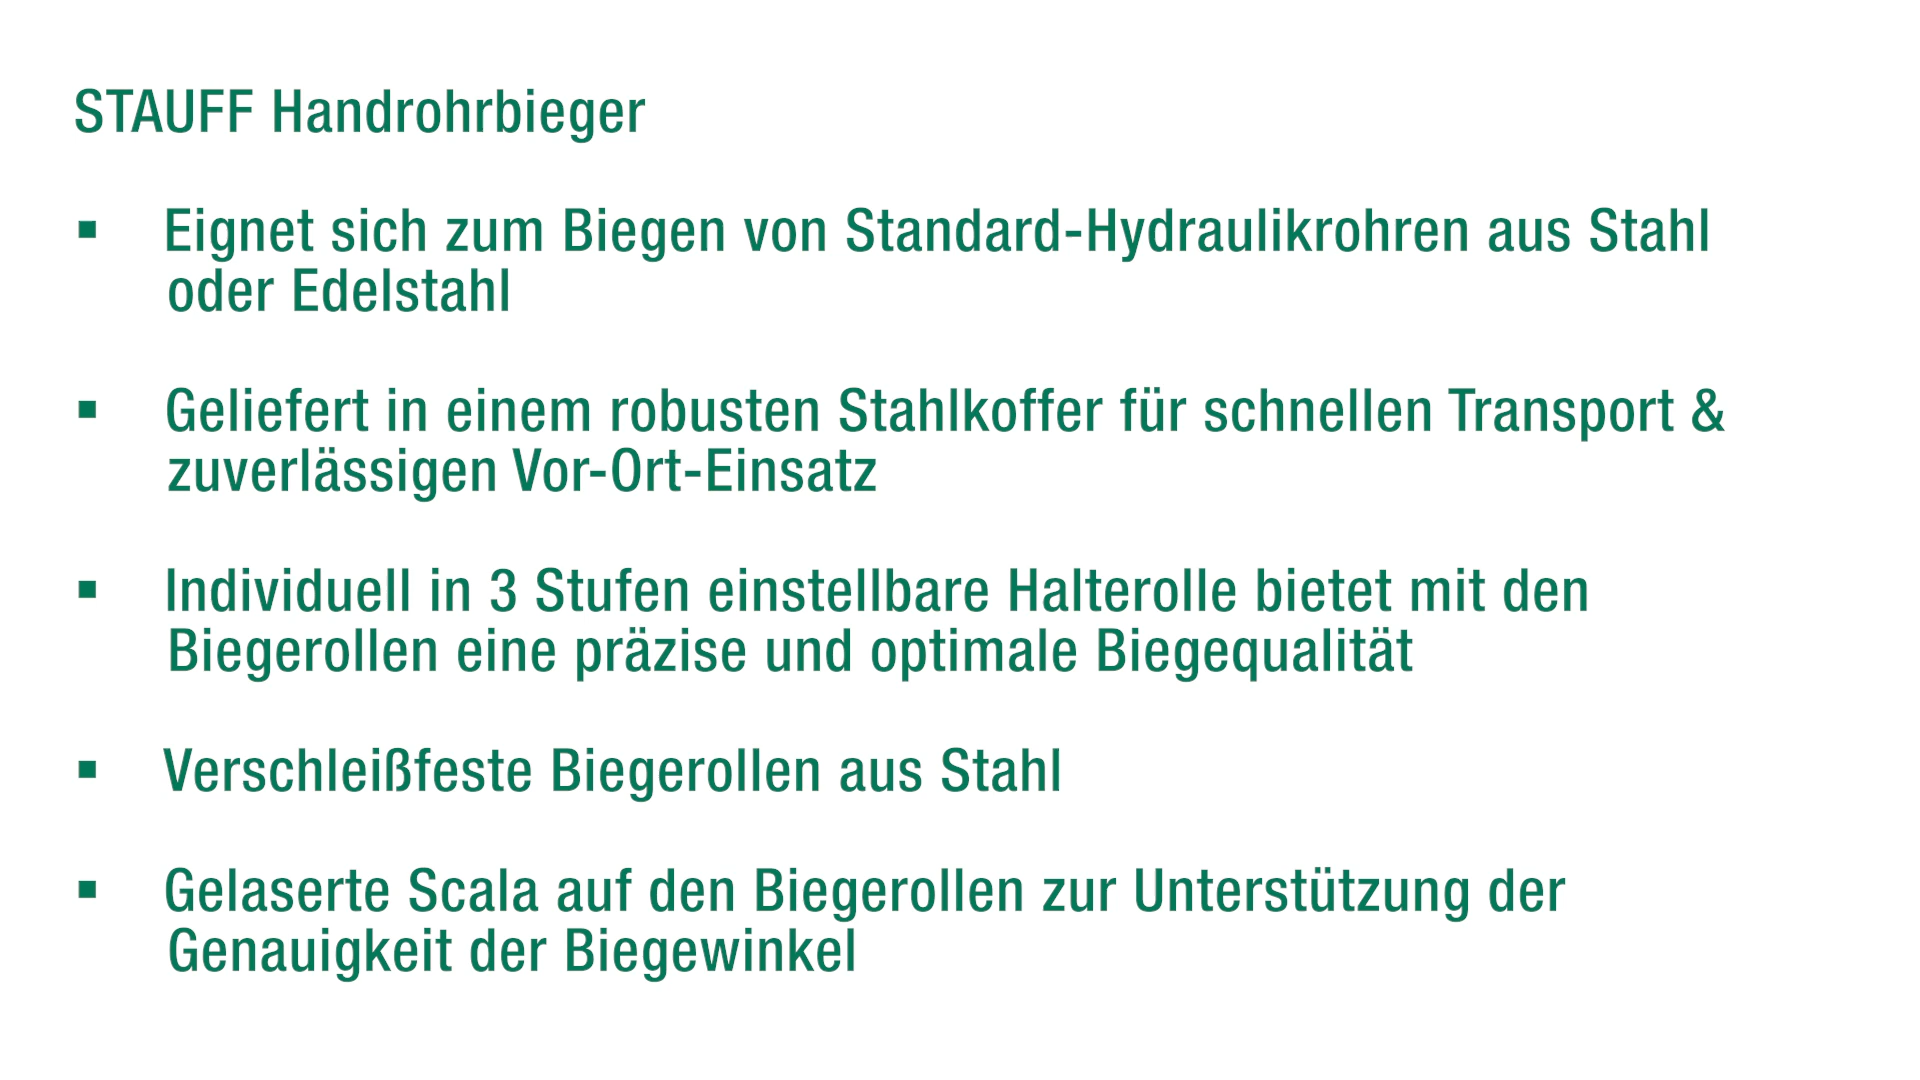 STAUFF Handrohrbieger
▪ Eignet sich zum Biegen von Standard-Hydraulikrohren aus Stahl
oder Edelstahl
▪ Geliefert in einem robusten Stahlkoffer für schnellen Transport &
zuverlässigen Vor-Ort-Einsatz
▪ Individuell in 3 Stufen einstellbare Halterolle bietet mit den
Biegerollen eine präzise und optimale Biegequalität
▪ Verschleißfeste Biegerollen aus Stahl
▪ Gelaserte Scala auf den Biegerollen zur Unterstützung der
Genauigkeit der Biegewinkel